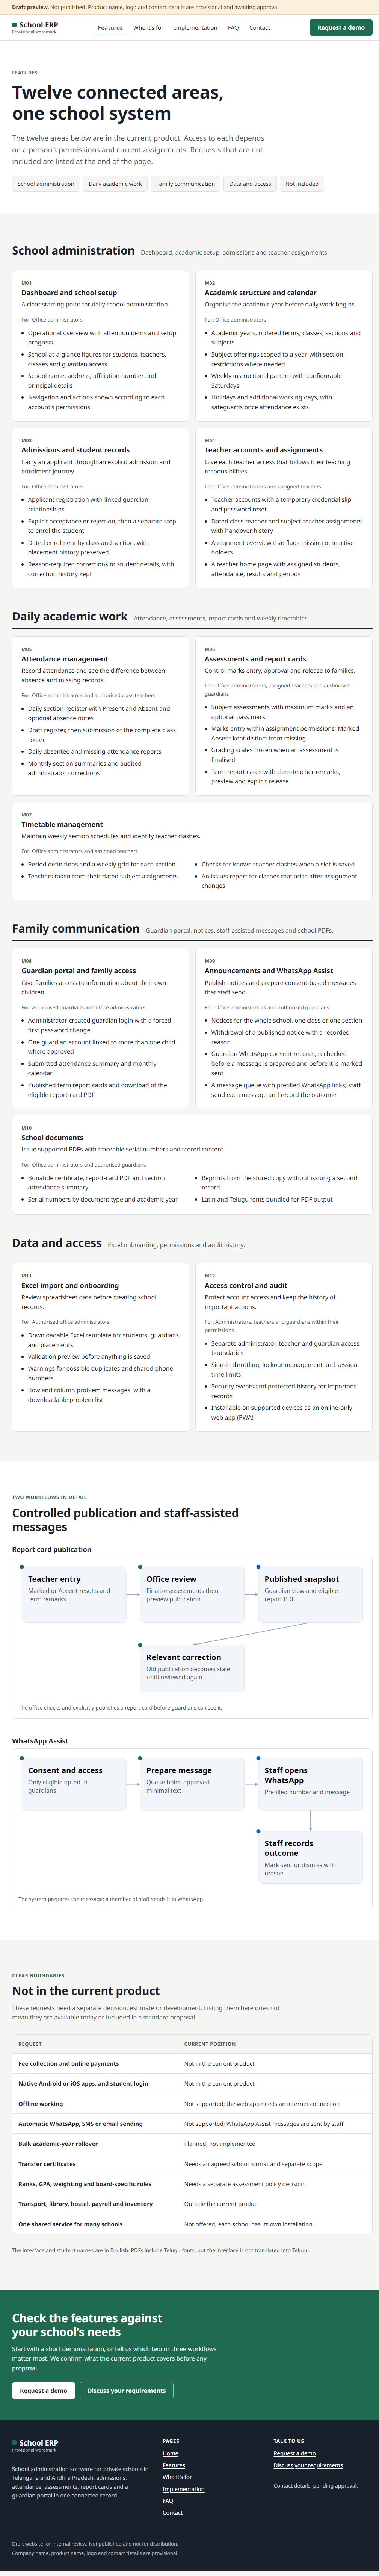 Draft preview. Not published. Product name, logo and contact details are provisional and awaiting approval.
School ERP
Provisional wordmark
Features
Who it's for
Implementation
FAQ
Contact
Request a demo
FEATURES
Twelve connected areas,
one school system
The twelve areas below are in the current product. Access to each depends
on a person's permissions and current assignments. Requests that are not
included are listed at the end of the page.
School administration
Daily academic work
Family communication
Data and access
Not included
School administration
Dashboard, academic setup, admissions and teacher assignments.
M01
Dashboard and school setup
A clear starting point for daily school administration.
For: Office administrators
Operational overview with attention items and setup
progress
School-at-a-glance figures for students, teachers,
classes and guardian access
School name, address, affiliation number and
principal details
Navigation and actions shown according to each
account's permissions
M02
Academic structure and calendar
Organise the academic year before daily work begins.
For: Office administrators
Academic years, ordered terms, classes, sections and
subjects
Subject offerings scoped to a year, with section
restrictions where needed
Weekly instructional pattern with configurable
Saturdays
Holidays and additional working days, with
safeguards once attendance exists
M03
Admissions and student records
Carry an applicant through an explicit admission and
enrolment journey.
For: Office administrators
Applicant registration with linked guardian
relationships
Explicit acceptance or rejection, then a separate step
to enrol the student
Dated enrolment by class and section, with
placement history preserved
Reason-required corrections to student details, with
correction history kept
M04
Teacher accounts and assignments
Give each teacher access that follows their teaching
responsibilities.
For: Office administrators and assigned teachers
Teacher accounts with a temporary credential slip
and password reset
Dated class-teacher and subject-teacher assignments
with handover history
Assignment overview that flags missing or inactive
holders
A teacher home page with assigned students,
attendance, results and periods
Daily academic work
Attendance, assessments, report cards and weekly timetables.
M05
Attendance management
Record attendance and see the difference between
absence and missing records.
For: Office administrators and authorised class teachers
Daily section register with Present and Absent and
optional absence notes
Draft register, then submission of the complete class
roster
Daily absentee and missing-attendance reports
Monthly section summaries and audited
administrator corrections
M06
Assessments and report cards
Control marks entry, approval and release to families.
For: Office administrators, assigned teachers and authorised
guardians
Subject assessments with maximum marks and an
optional pass mark
Marks entry within assignment permissions; Marked
Absent kept distinct from missing
Grading scales frozen when an assessment is
finalised
Term report cards with class-teacher remarks,
preview and explicit release
M07
Timetable management
Maintain weekly section schedules and identify teacher clashes.
For: Office administrators and assigned teachers
Period definitions and a weekly grid for each section
Teachers taken from their dated subject assignments
Checks for known teacher clashes when a slot is saved
An issues report for clashes that arise after assignment
changes
Family communication
Guardian portal, notices, staff-assisted messages and school PDFs.
M08
Guardian portal and family access
Give families access to information about their own
children.
For: Authorised guardians and office administrators
Administrator-created guardian login with a forced
first password change
One guardian account linked to more than one child
where approved
Submitted attendance summary and monthly
calendar
Published term report cards and download of the
eligible report-card PDF
M09
Announcements and WhatsApp Assist
Publish notices and prepare consent-based messages
that staff send.
For: Office administrators and authorised guardians
Notices for the whole school, one class or one section
Withdrawal of a published notice with a recorded
reason
Guardian WhatsApp consent records, rechecked
before a message is prepared and before it is marked
sent
A message queue with prefilled WhatsApp links; staff
send each message and record the outcome
M10
School documents
Issue supported PDFs with traceable serial numbers and stored content.
For: Office administrators and authorised guardians
Bonafide certificate, report-card PDF and section
attendance summary
Serial numbers by document type and academic year
Reprints from the stored copy without issuing a second
record
Latin and Telugu fonts bundled for PDF output
Data and access
Excel onboarding, permissions and audit history.
M11
Excel import and onboarding
Review spreadsheet data before creating school
records.
For: Authorised office administrators
Downloadable Excel template for students, guardians
and placements
Validation preview before anything is saved
Warnings for possible duplicates and shared phone
numbers
Row and column problem messages, with a
downloadable problem list
M12
Access control and audit
Protect account access and keep the history of
important actions.
For: Administrators, teachers and guardians within their
permissions
Separate administrator, teacher and guardian access
boundaries
Sign-in throttling, lockout management and session
time limits
Security events and protected history for important
records
Installable on supported devices as an online-only
web app (PWA)
TWO WORKFLOWS IN DETAIL
Controlled publication and staff-assisted
messages
Report card publication
Teacher entry
Marked or Absent results and
term remarks
Office review
Finalize assessments then
preview publication
Published snapshot
Guardian view and eligible
report PDF
Relevant correction
Old publication becomes stale
until reviewed again
The office checks and explicitly publishes a report card before guardians can see it.
WhatsApp Assist
Consent and access
Only eligible opted-in
guardians
Prepare message
Queue holds approved
minimal text
Staff opens
WhatsApp
Prefilled number and message
Staff records
outcome
Mark sent or dismiss with
reason
The system prepares the message; a member of staff sends it in WhatsApp.
CLEAR BOUNDARIES
Not in the current product
These requests need a separate decision, estimate or development. Listing them here does not
mean they are available today or included in a standard proposal.
REQUEST
CURRENT POSITION
Fee collection and online payments
Not in the current product
Native Android or iOS apps, and student login
Not in the current product
Offline working
Not supported; the web app needs an internet connection
Automatic WhatsApp, SMS or email sending
Not supported; WhatsApp Assist messages are sent by staff
Bulk academic-year rollover
Planned, not implemented
Transfer certificates
Needs an agreed school format and separate scope
Ranks, GPA, weighting and board-specific rules
Needs a separate assessment policy decision
Transport, library, hostel, payroll and inventory
Outside the current product
One shared service for many schools
Not offered; each school has its own installation
The interface and student names are in English. PDFs include Telugu fonts, but the interface is not translated into Telugu.
Check the features against
your school's needs
Start with a short demonstration, or tell us which two or three workflows
matter most. We confirm what the current product covers before any
proposal.
Request a demo
Discuss your requirements
School ERP
Provisional wordmark
School administration software for private schools in
Telangana and Andhra Pradesh: admissions,
attendance, assessments, report cards and a
guardian portal in one connected record.
PAGES
Home
Features
Who it's for
Implementation
FAQ
Contact
TALK TO US
Request a demo
Discuss your requirements
Contact details: pending approval.
Draft website for internal review. Not published and not for distribution.
Company name, product name, logo and contact details are provisional.